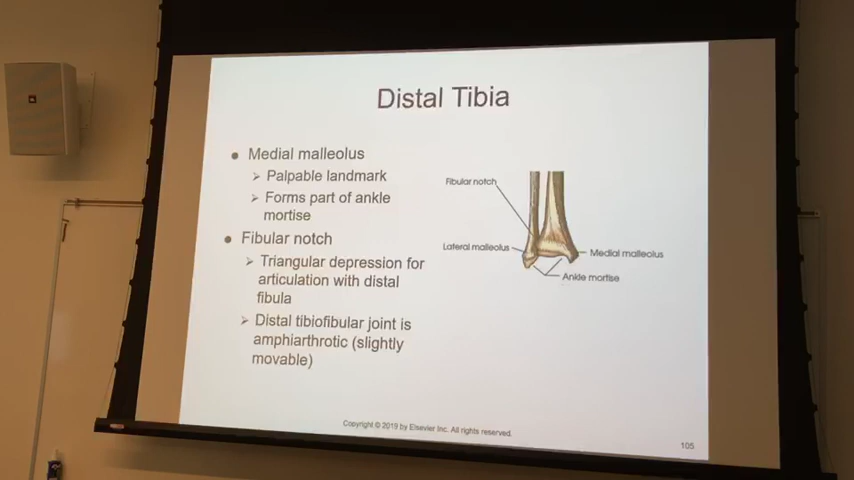 Distal Tibia
Medial malleolus
Palpable landmark
Forms part of ankle
mortise
Fibular notch
Triangular depression for
articulation with distal
fibula
Distal tibiofibular joint is
amphiarthrotic (slightly
movable)
Fibular notch
Lateral malleolus
Medial malleolus
Ankle mortise
Copyright © 2019 by Elsevier Inc. All rights reserved.
105